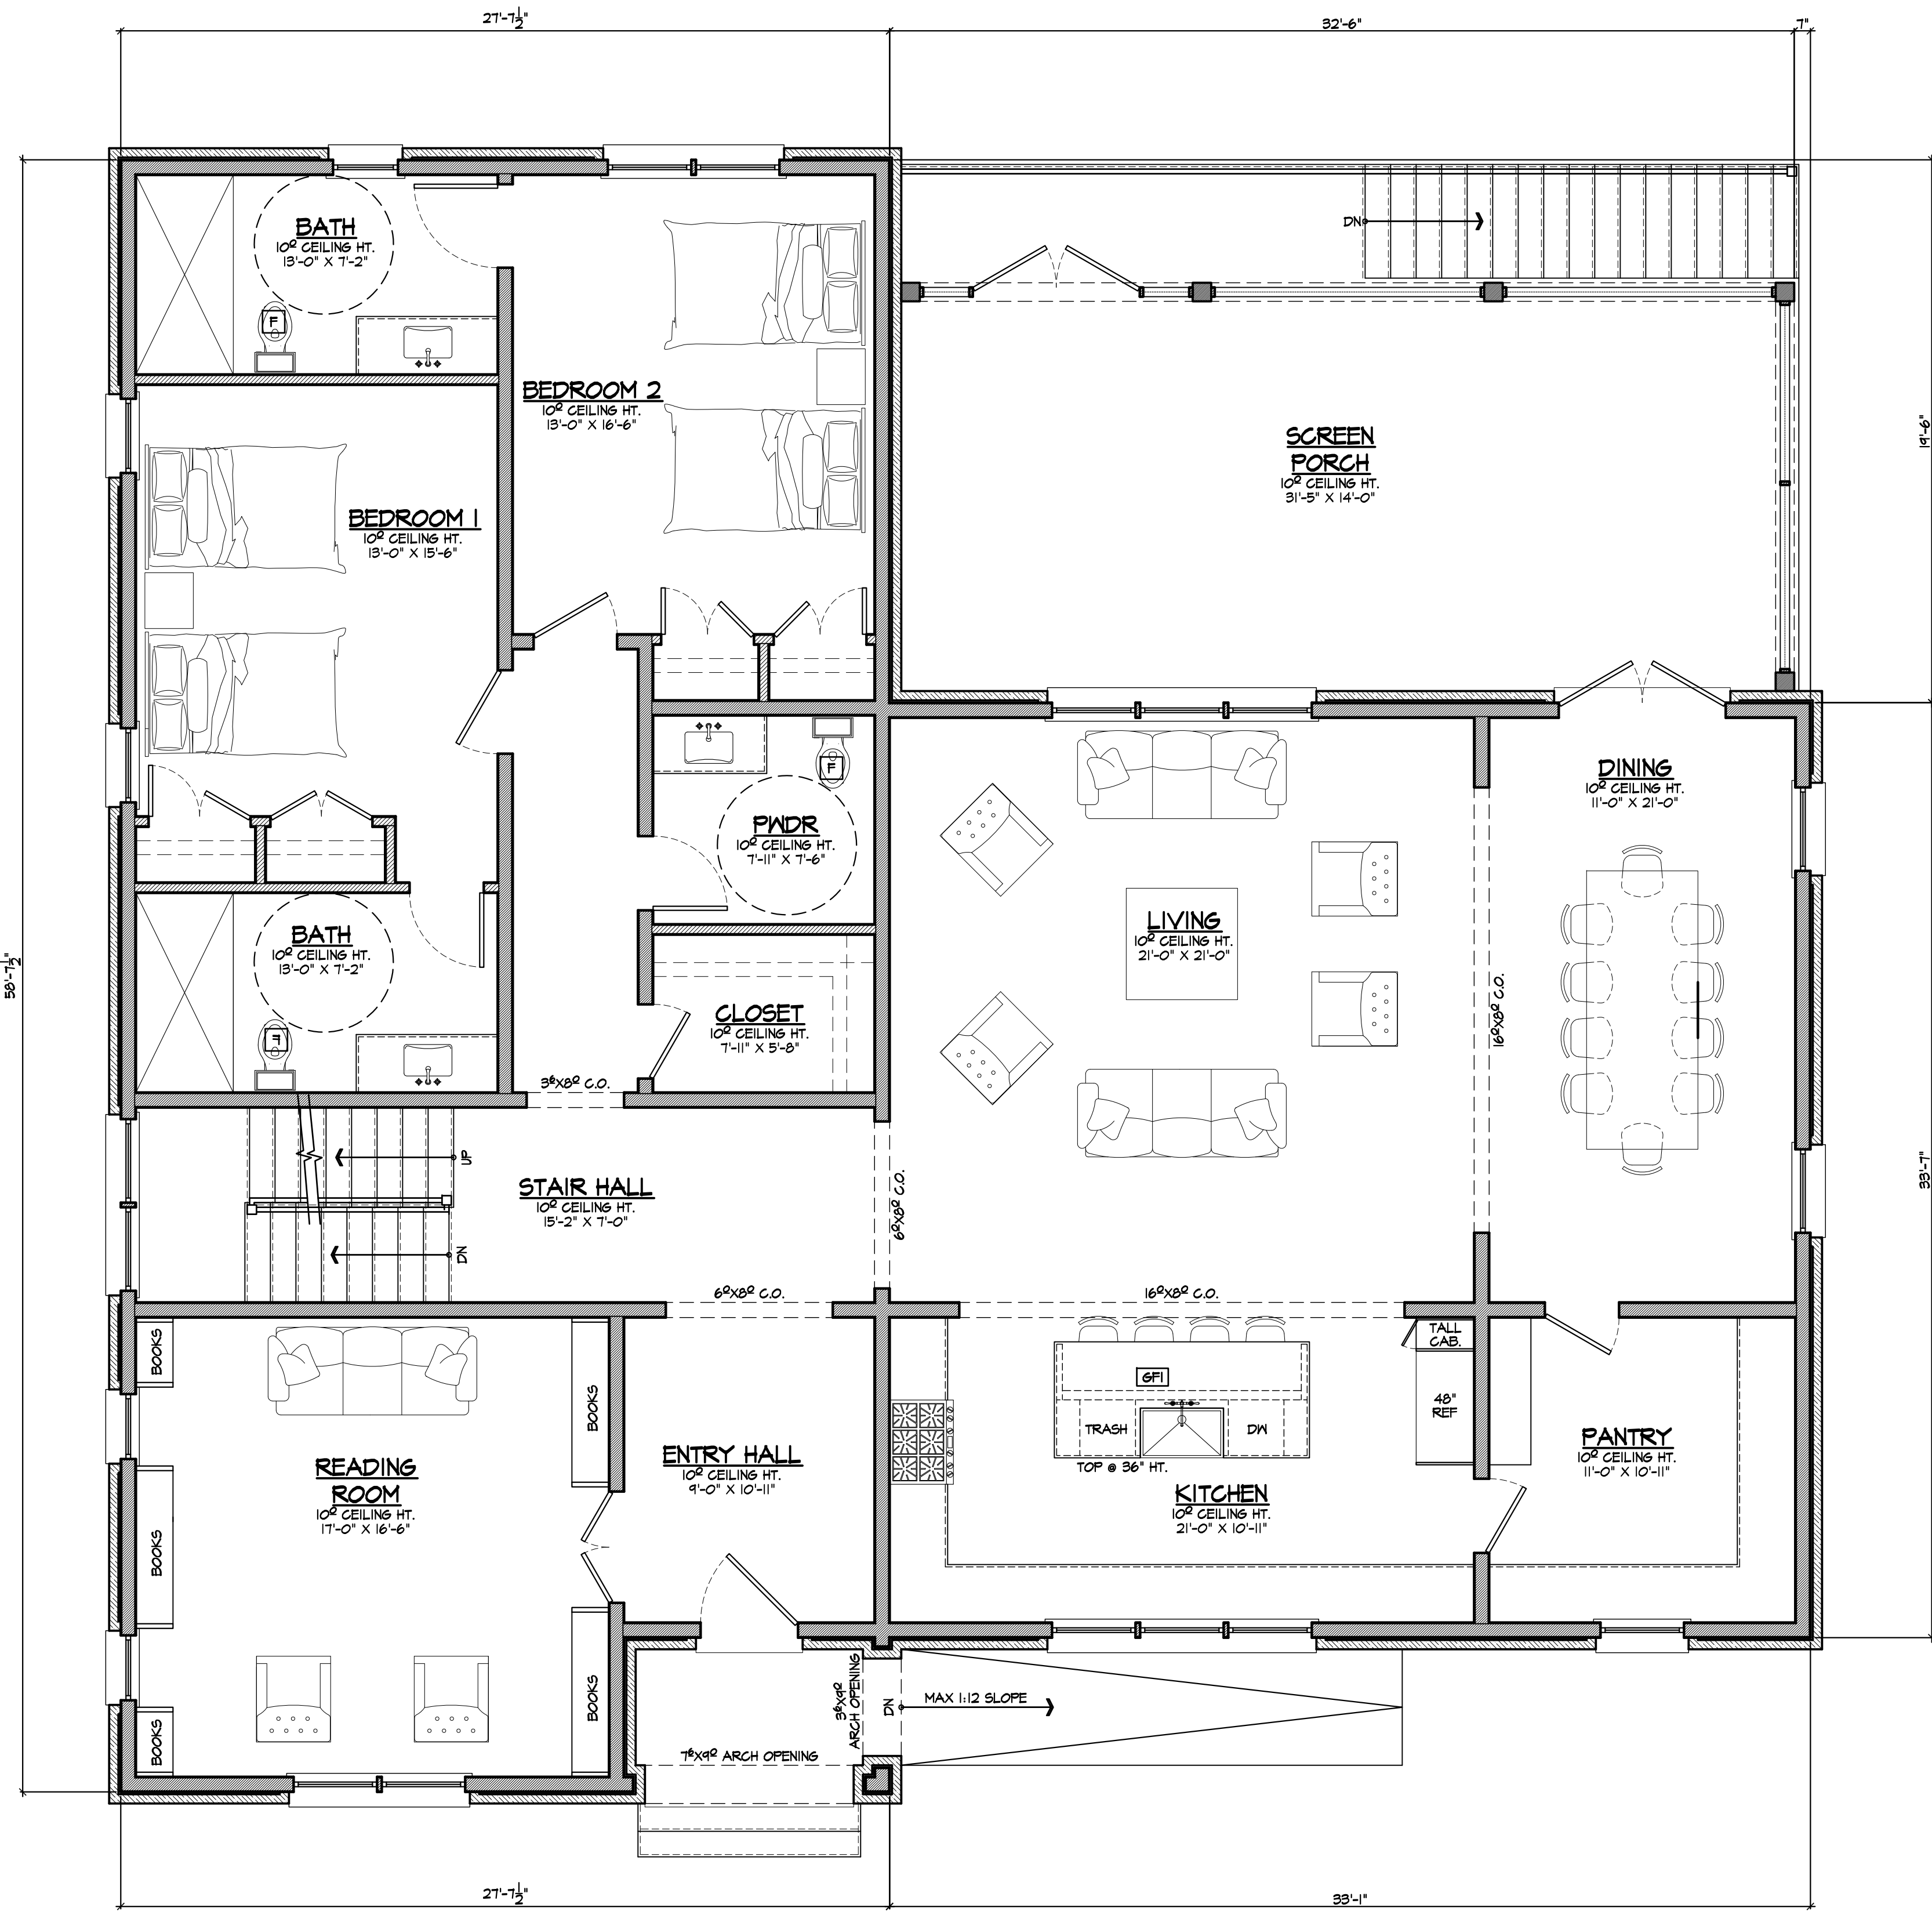 27'-7½"
32'-6"
7"
BATH
10⁰ CEILING HT.
13'-0" X 7'-2"
DN
BEDROOM 2
10⁰ CEILING HT.
13'-0" X 16'-6"
SCREEN
PORCH
10⁰ CEILING HT.
31'-5" X 14'-0"
19'-6"
F
BEDROOM 1
10⁰ CEILING HT.
13'-0" X 15'-6"
F
PWDR
10⁰ CEILING HT.
7'-11" X 7'-6"
DINING
10⁰ CEILING HT.
11'-0" X 21'-0"
LIVING
10⁰ CEILING HT.
21'-0" X 21'-0"
58'-7½"
BATH
10⁰ CEILING HT.
13'-0" X 7'-2"
F
CLOSET
10⁰ CEILING HT.
7'-11" X 5'-8"
16⁰X8⁰ C.O.
3⁶X8⁰ C.O.
UP
STAIR HALL
10⁰ CEILING HT.
15'-2" X 7'-0"
6⁰X8⁰ C.O.
33'-7"
DN
6⁰X8⁰ C.O.
16⁰X8⁰ C.O.
BOOKS
BOOKS
TALL
CAB.
GFI
48"
REF
TRASH
DW
TOP @ 36" HT.
READING
ROOM
10⁰ CEILING HT.
17'-0" X 16'-6"
ENTRY HALL
10⁰ CEILING HT.
9'-0" X 10'-11"
KITCHEN
10⁰ CEILING HT.
21'-0" X 10'-11"
PANTRY
10⁰ CEILING HT.
11'-0" X 10'-11"
BOOKS
BOOKS
BOOKS
3⁶X9⁰
ARCH OPENING
DN
MAX 1:12 SLOPE
7⁶X9⁰ ARCH OPENING
27'-7½"
33'-1"